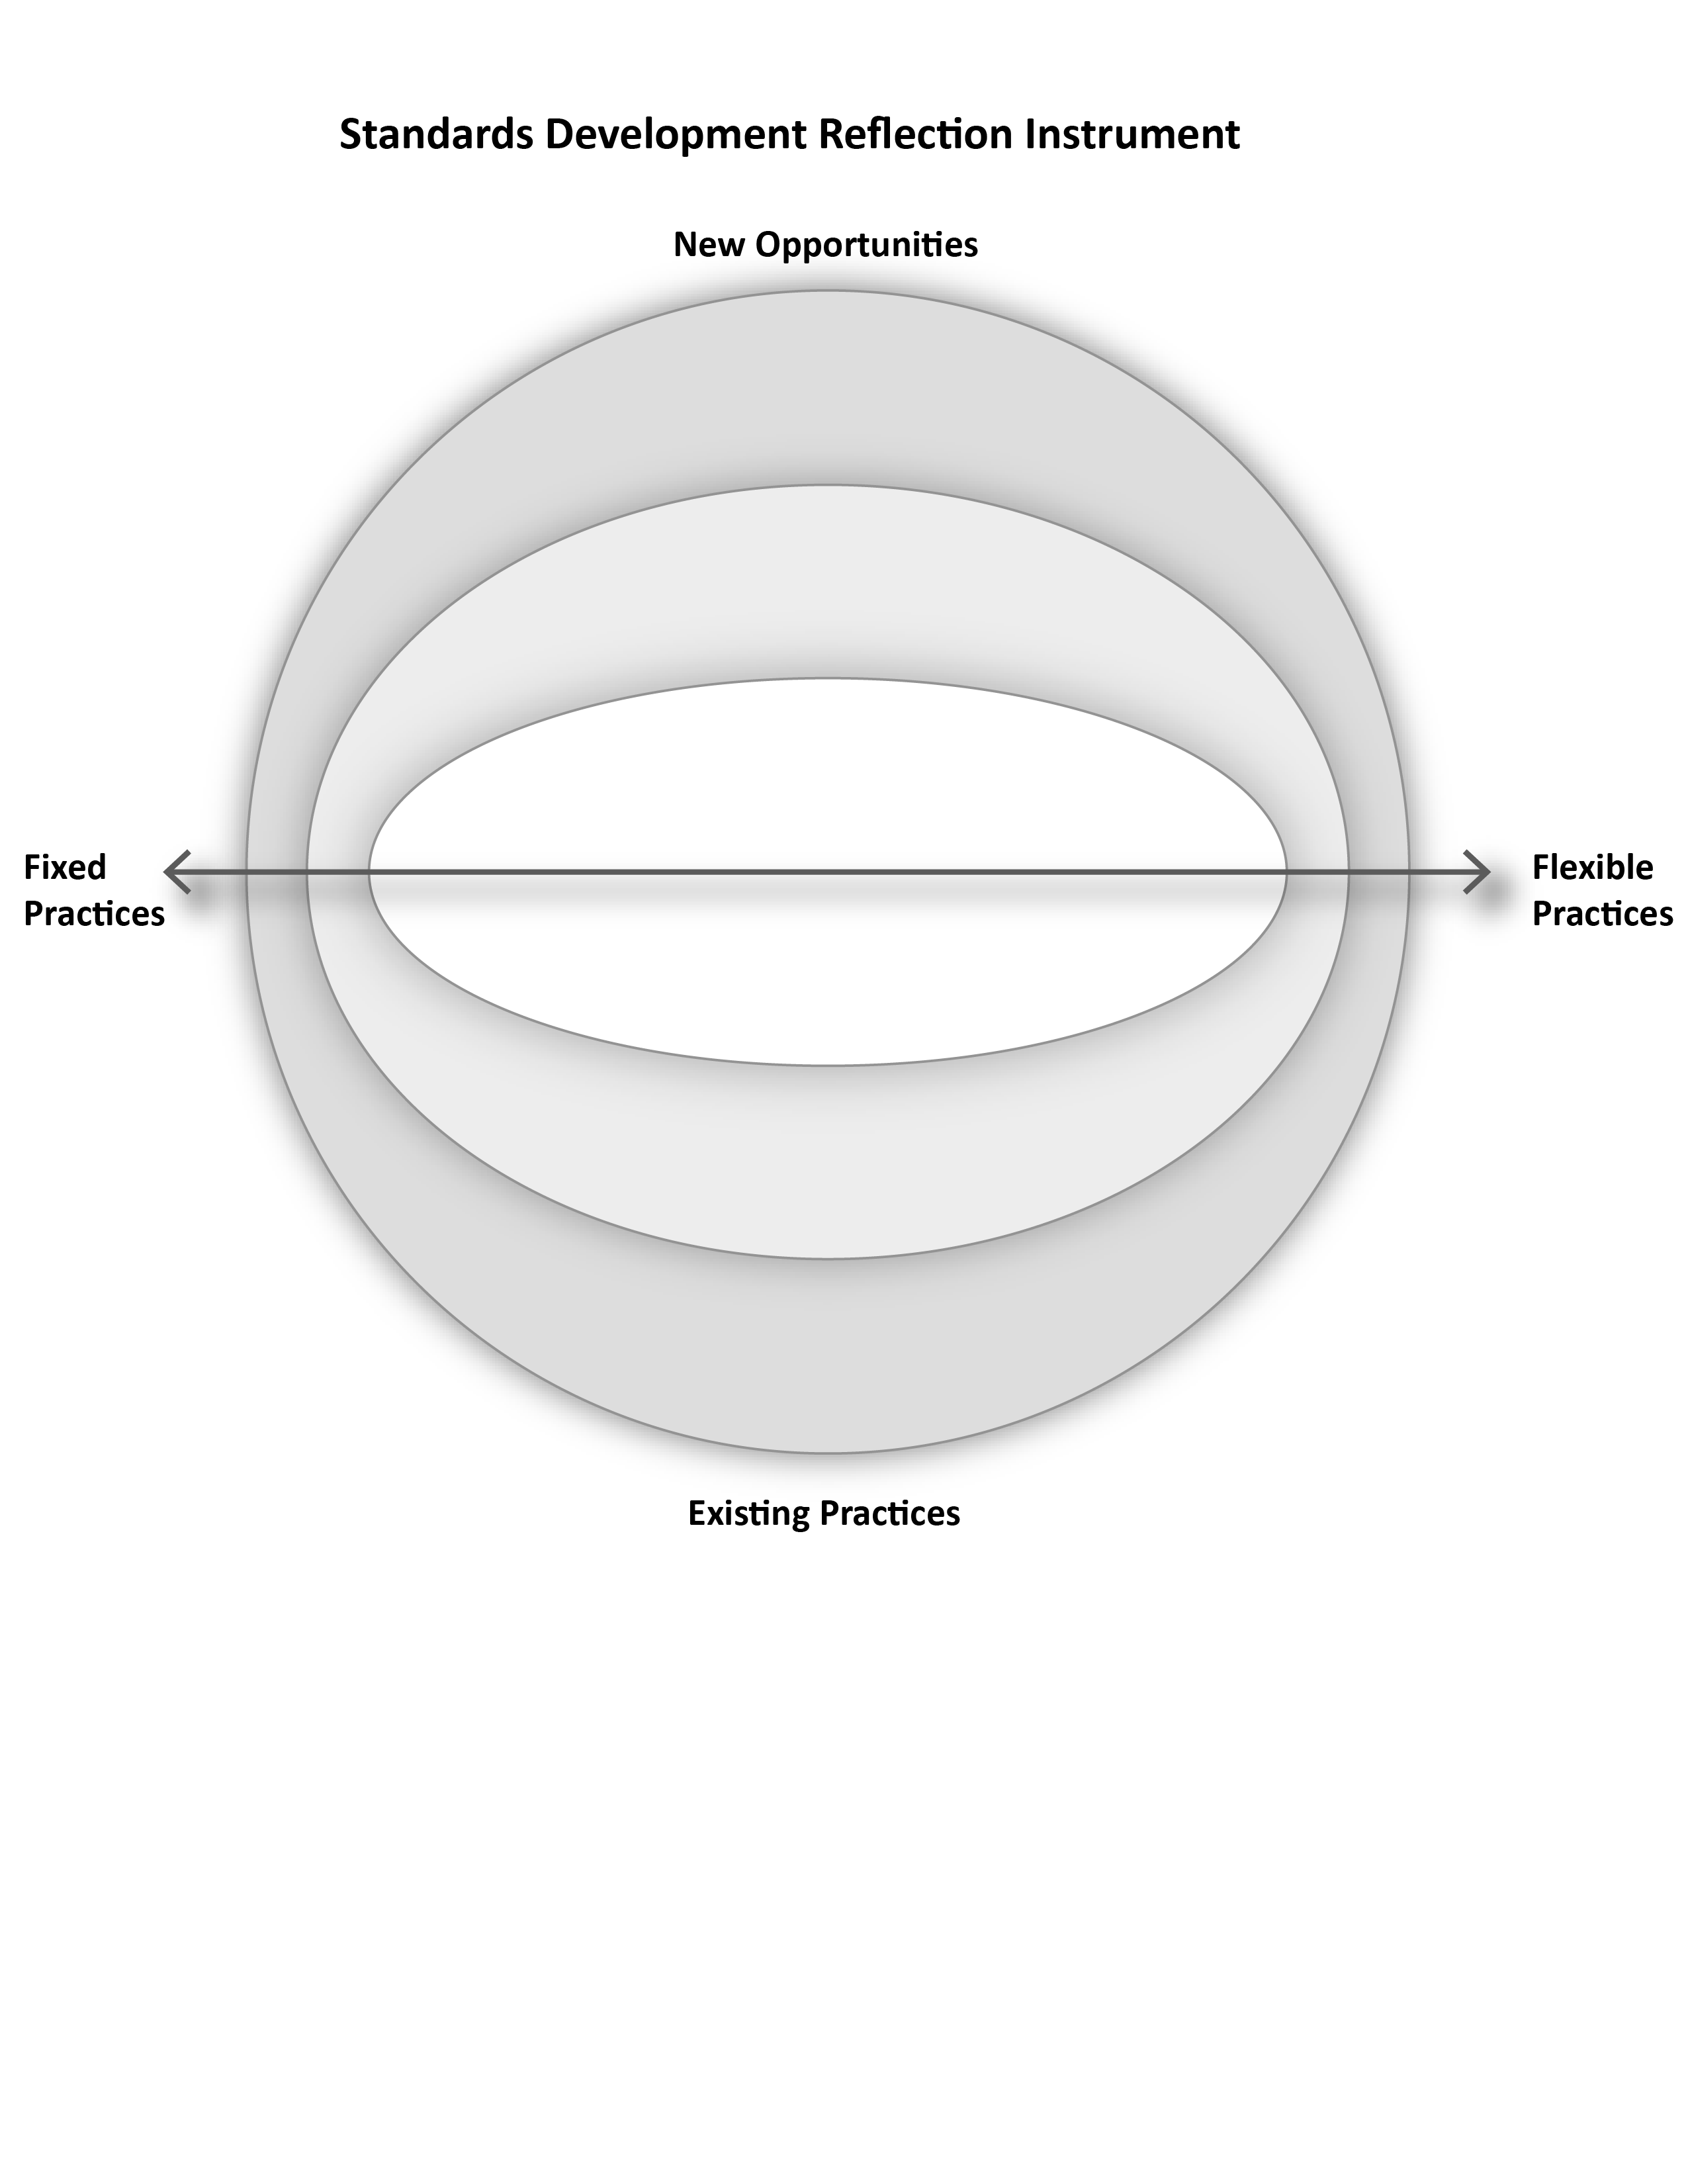 Standards Development Reflection Instrument
New Opportunities
Fixed
Practices
Flexible
Practices
Existing Practices